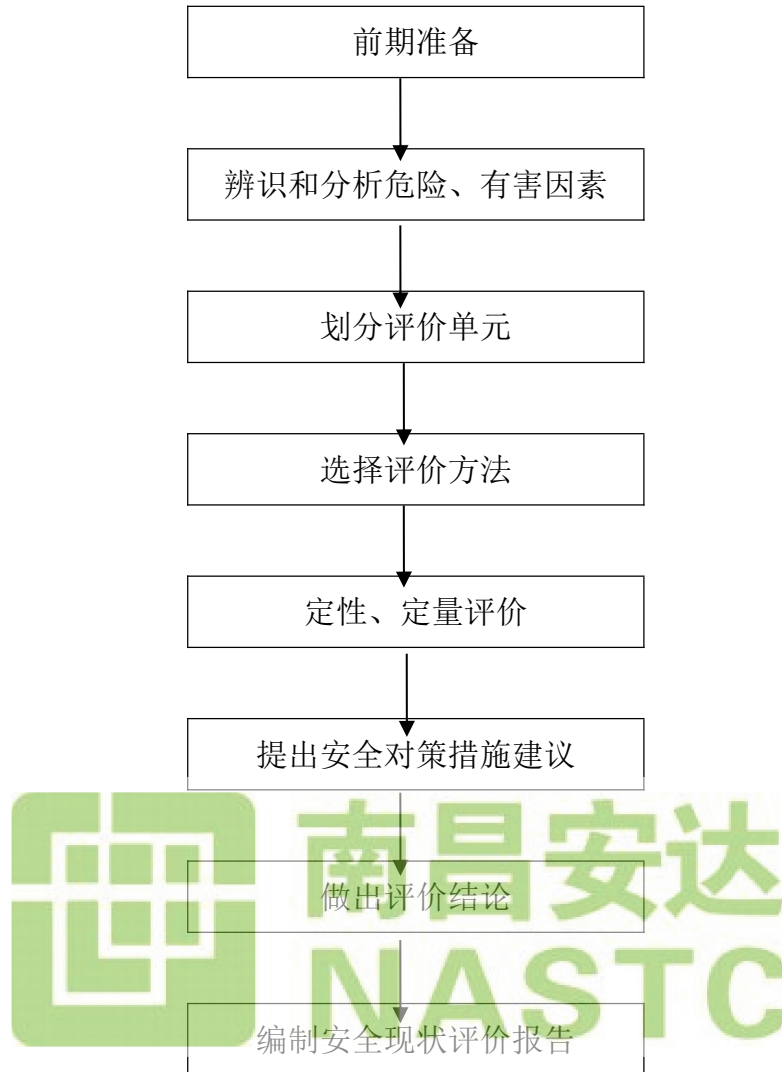 前期准备
辨识和分析危险、有害因素
划分评价单元
选择评价方法
定性、定量评价
提出安全对策措施建议
南昌安达
做出评价结论
NASTC
编制安全现状评价报告